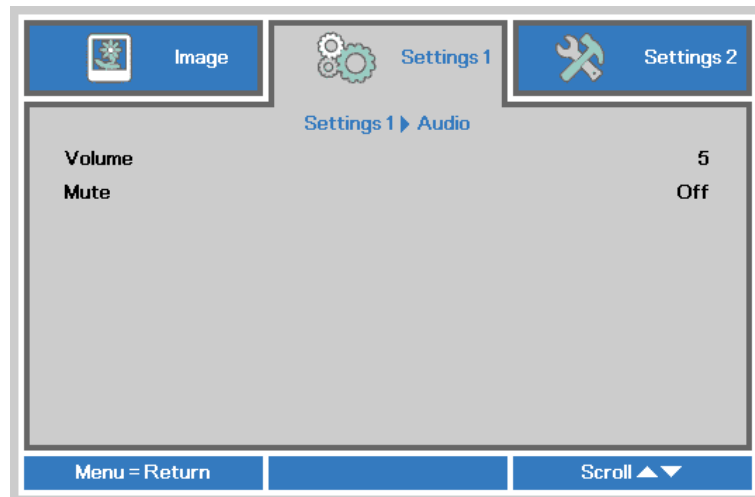 Image
Settings 1
Settings 2
Settings 1 ▶ Audio
Volume 5
Mute Off
Menu = Return
Scroll ▲▼